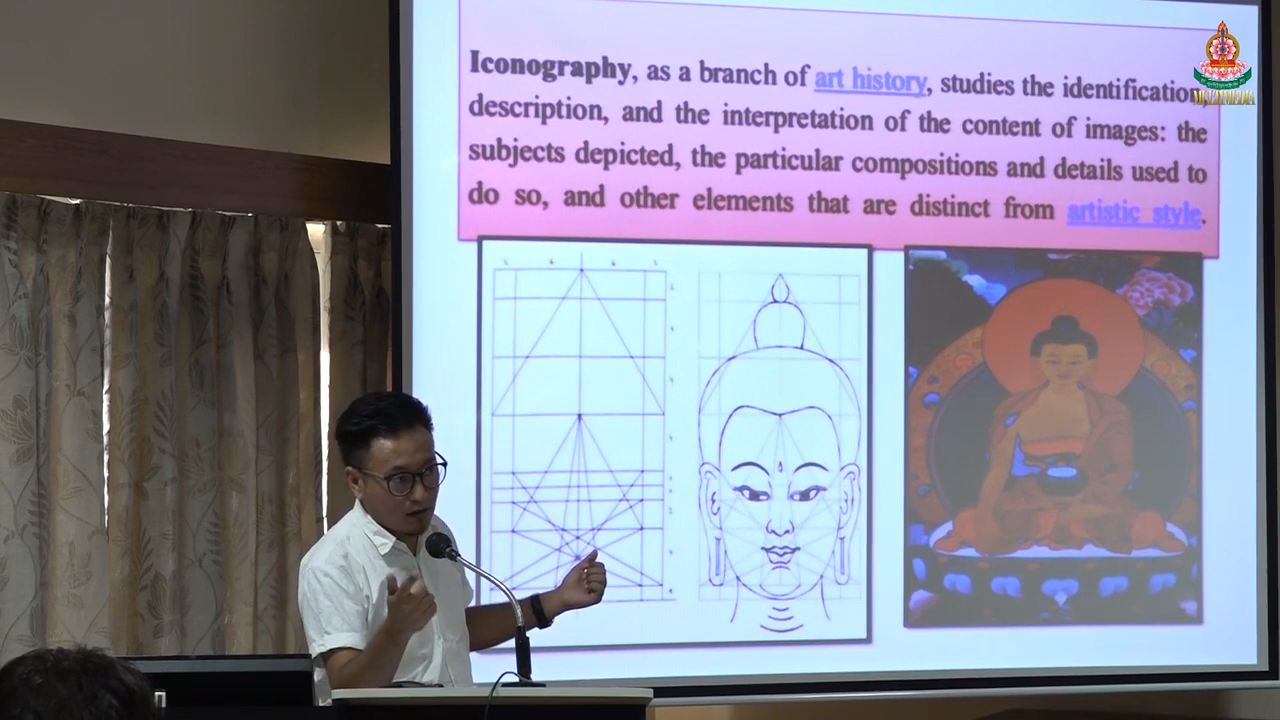 Iconography, as a branch of art history, studies the identification,
description, and the interpretation of the content of images: the
subjects depicted, the particular compositions and details used to
do so, and other elements that are distinct from artistic style.